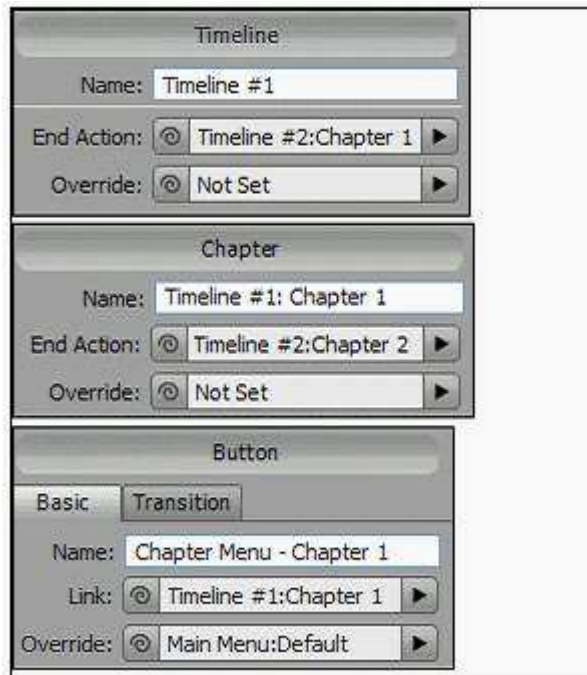 Timeline
Name: Timeline #1
End Action: Timeline #2:Chapter 1
Override: Not Set
Chapter
Name: Timeline #1: Chapter 1
End Action: Timeline #2:Chapter 2
Override: Not Set
Button
Basic Transition
Name: Chapter Menu - Chapter 1
Link: Timeline #1:Chapter 1
Override: Main Menu:Default